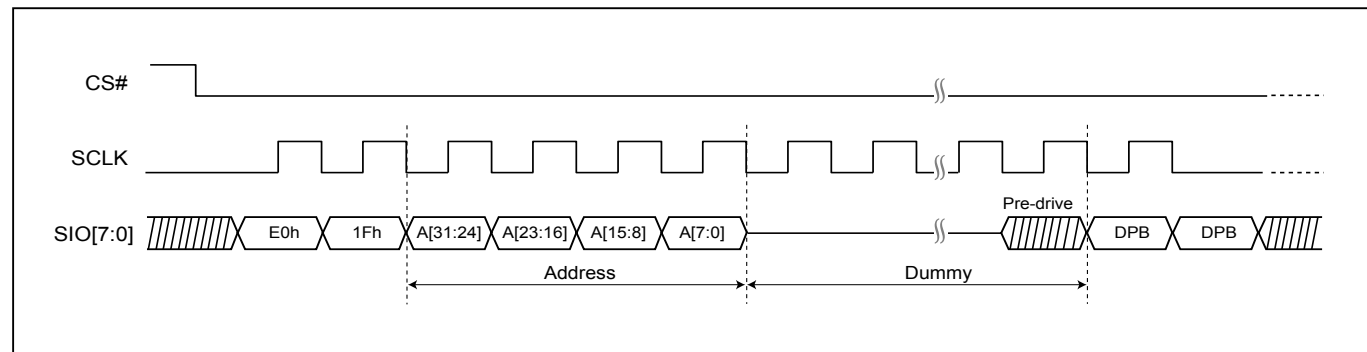 CS#
SCLK
Pre-drive
SIO[7:0] E0h 1Fh A[31:24] A[23:16] A[15:8] A[7:0] DPB DPB
Address Dummy